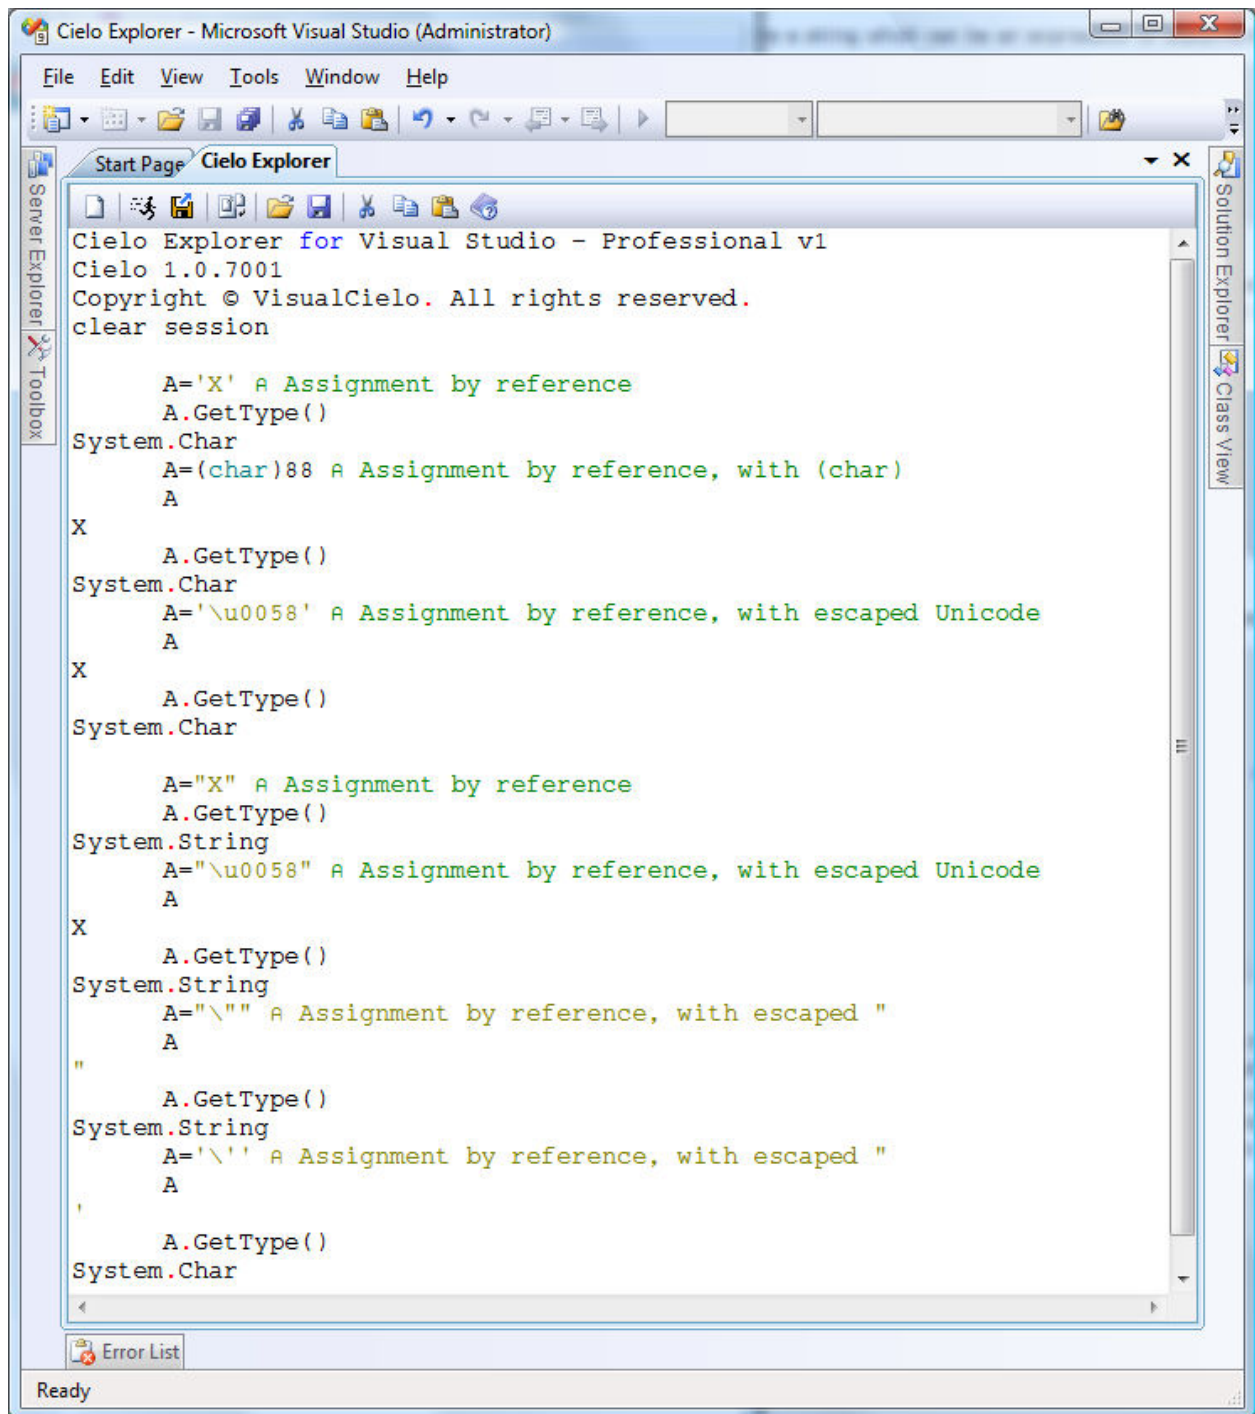 Cielo Explorer - Microsoft Visual Studio (Administrator)
File Edit View Tools Window Help
Start Page Cielo Explorer
Server Explorer
Toolbox
Solution Explorer
Class View
Cielo Explorer for Visual Studio - Professional v1
Cielo 1.0.7001
Copyright © VisualCielo. All rights reserved.
clear session
A='X' ⍝ Assignment by reference
A.GetType()
System.Char
A=(char)88 ⍝ Assignment by reference, with (char)
A
X
A.GetType()
System.Char
A='\u0058' ⍝ Assignment by reference, with escaped Unicode
A
X
A.GetType()
System.Char
A="X" ⍝ Assignment by reference
A.GetType()
System.String
A="\u0058" ⍝ Assignment by reference, with escaped Unicode
A
X
A.GetType()
System.String
A="\"" ⍝ Assignment by reference, with escaped "
A
"
A.GetType()
System.String
A='\'' ⍝ Assignment by reference, with escaped "
A
'
A.GetType()
System.Char
Error List
Ready